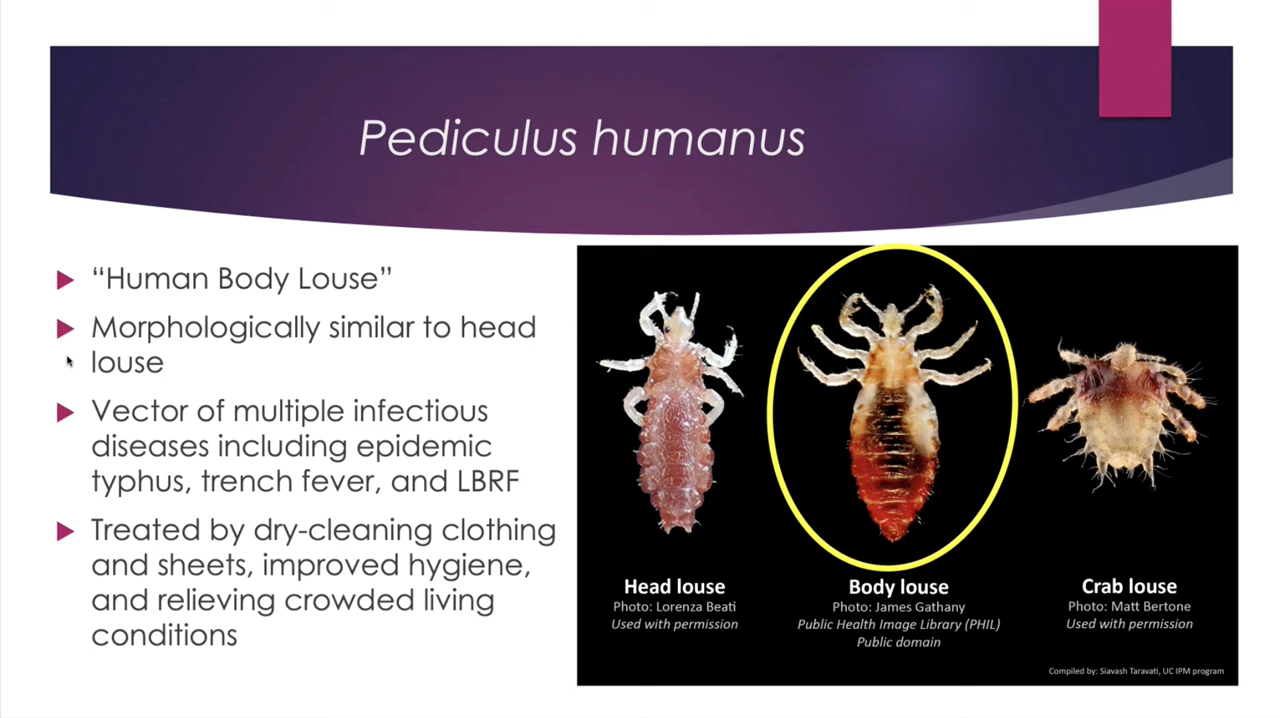 Pediculus humanus
“Human Body Louse”
Morphologically similar to head
louse
Vector of multiple infectious
diseases including epidemic
typhus, trench fever, and LBRF
Treated by dry-cleaning clothing
and sheets, improved hygiene,
and relieving crowded living
conditions
Head louse
Photo: Lorenza Beati
Used with permission
Body louse
Photo: James Gathany
Public Health Image Library (PHIL)
Public domain
Crab louse
Photo: Matt Bertone
Used with permission
Compiled by: Siavash Taravati, UC IPM program